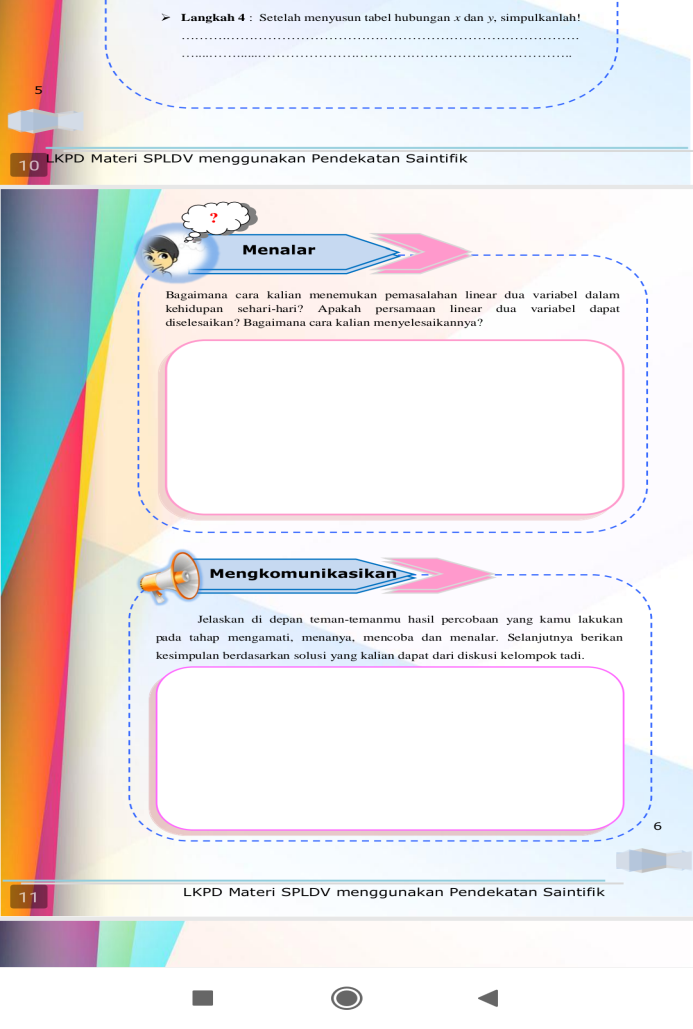 ➢ Langkah 4 : Setelah menyusun tabel hubungan x dan y, simpulkanlah!
5
LKPD Materi SPLDV menggunakan Pendekatan Saintifik
10
?
Menalar
Bagaimana cara kalian menemukan pemasalahan linear dua variabel dalam
kehidupan sehari-hari? Apakah persamaan linear dua variabel dapat
diselesaikan? Bagaimana cara kalian menyelesaikannya?
Mengkomunikasikan
Jelaskan di depan teman-temanmu hasil percobaan yang kamu lakukan
pada tahap mengamati, menanya, mencoba dan menalar. Selanjutnya berikan
kesimpulan berdasarkan solusi yang kalian dapat dari diskusi kelompok tadi.
6
LKPD Materi SPLDV menggunakan Pendekatan Saintifik
11